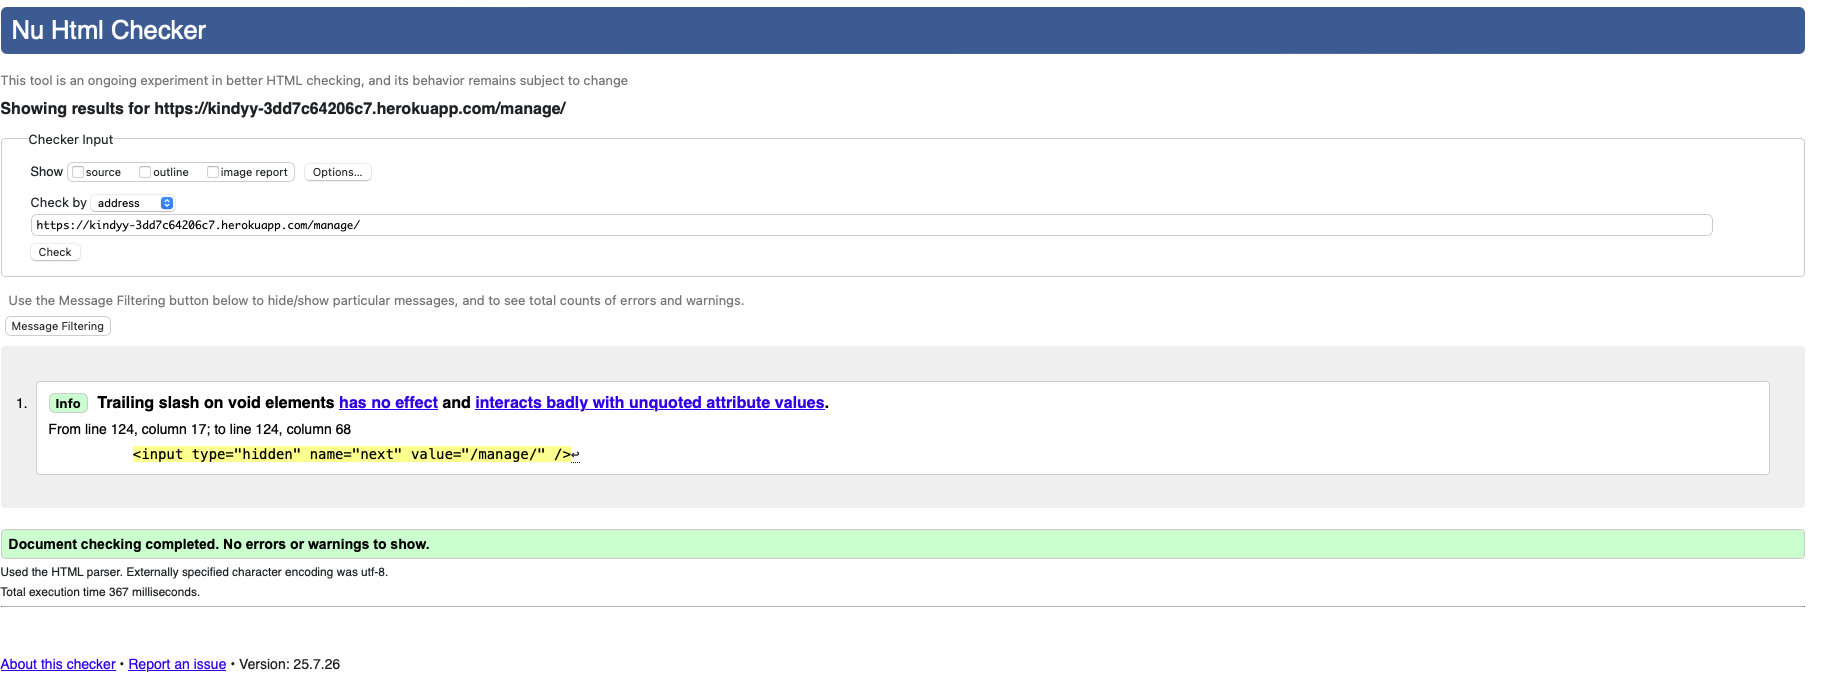 Nu Html Checker
This tool is an ongoing experiment in better HTML checking, and its behavior remains subject to change
Showing results for https://kindyy-3dd7c64206c7.herokuapp.com/manage/
Checker Input
Show source outline image report Options...
Check by address
https://kindyy-3dd7c64206c7.herokuapp.com/manage/
Check
Use the Message Filtering button below to hide/show particular messages, and to see total counts of errors and warnings.
Message Filtering
1. Info Trailing slash on void elements has no effect and interacts badly with unquoted attribute values.
From line 124, column 17; to line 124, column 68
<input type="hidden" name="next" value="/manage/" />↩
Document checking completed. No errors or warnings to show.
Used the HTML parser. Externally specified character encoding was utf-8.
Total execution time 367 milliseconds.
About this checker • Report an issue • Version: 25.7.26